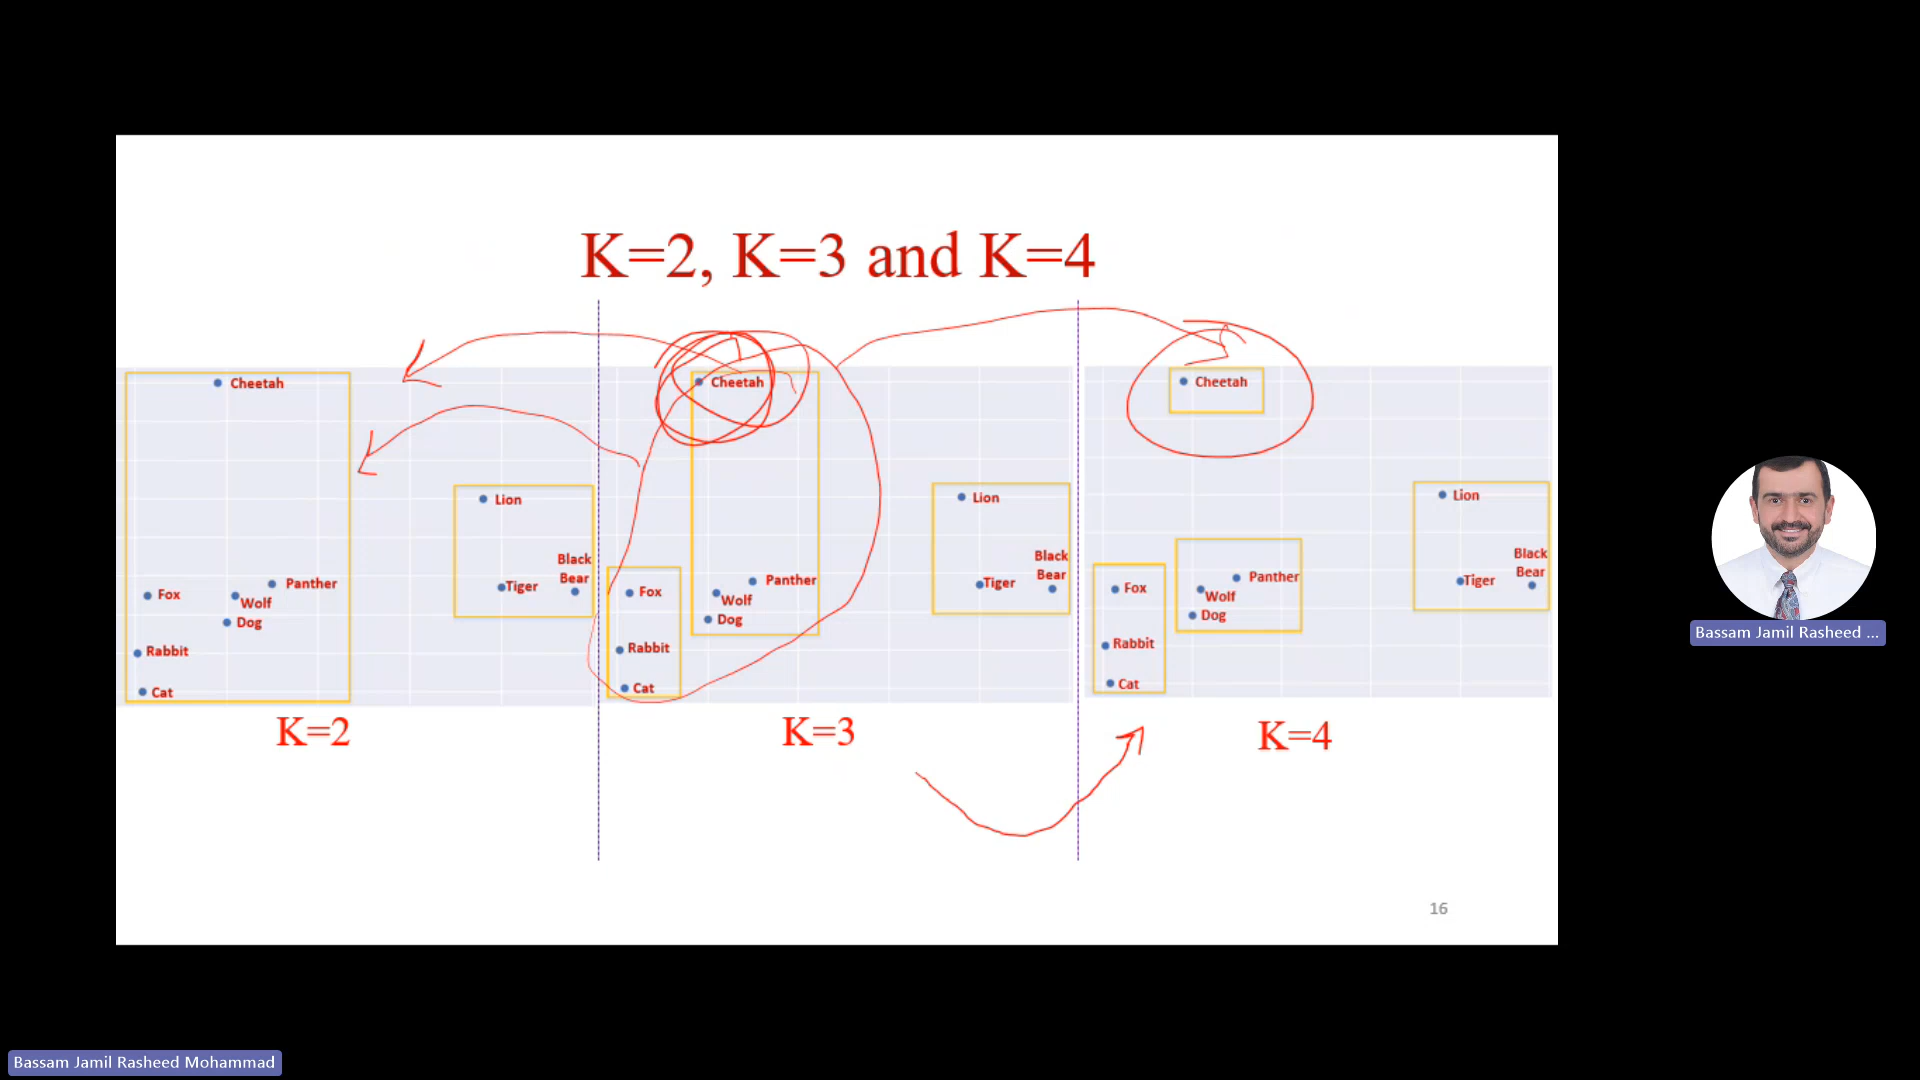 K=2, K=3 and K=4
Cheetah
Lion
Black
Bear
Tiger
Panther
Fox
Wolf
Dog
Rabbit
Cat
K=2
Cheetah
Lion
Black
Bear
Tiger
Panther
Fox
Wolf
Dog
Rabbit
Cat
K=3
Cheetah
Lion
Black
Bear
Tiger
Panther
Fox
Wolf
Dog
Rabbit
Cat
K=4
16
Bassam Jamil Rasheed ...
Bassam Jamil Rasheed Mohammad